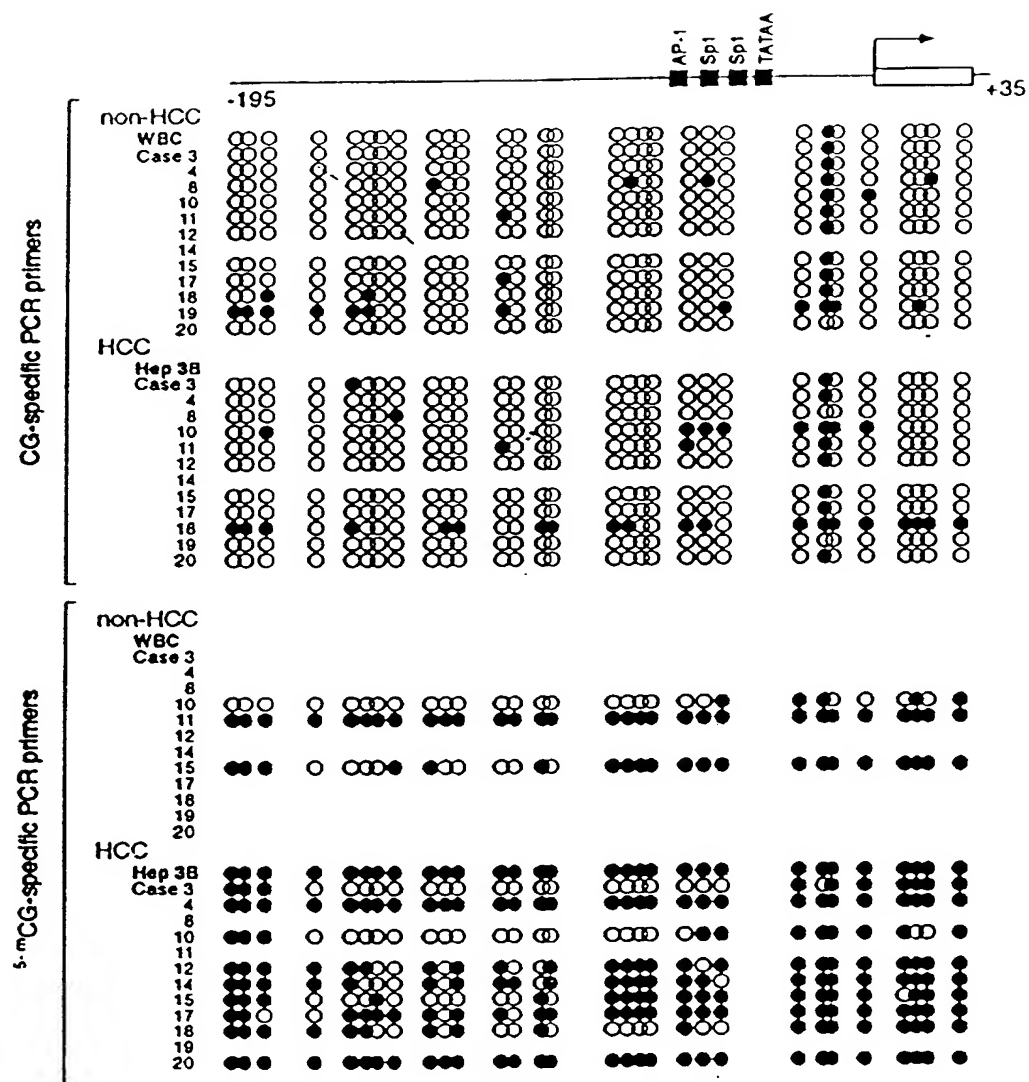 AP-1
Sp1
Sp1
TATAA
-195
+35
CG-specific PCR primers
non-HCC
WBC
Case 3
4
8
10
11
12
14
15
17
18
19
20
HCC
Hep 3B
Case 3
4
8
10
11
12
14
15
17
18
19
20
5-mCG-specific PCR primers
non-HCC
WBC
Case 3
4
8
10
11
12
14
15
17
18
19
20
HCC
Hep 3B
Case 3
4
8
10
11
12
14
15
17
18
19
20